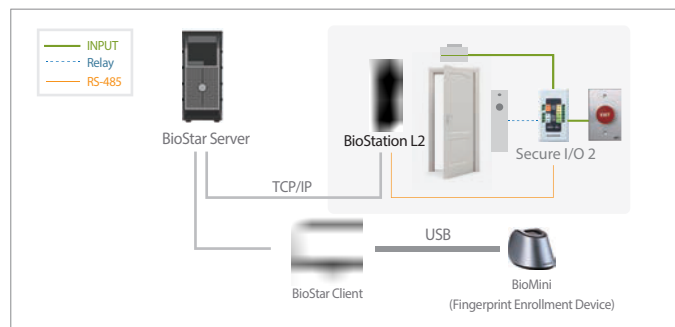 INPUT
Relay
RS-485
BioStar Server
BioStation L2
Secure I/O 2
EXIT
TCP/IP
USB
BioStar Client
BioMini
(Fingerprint Enrollment Device)